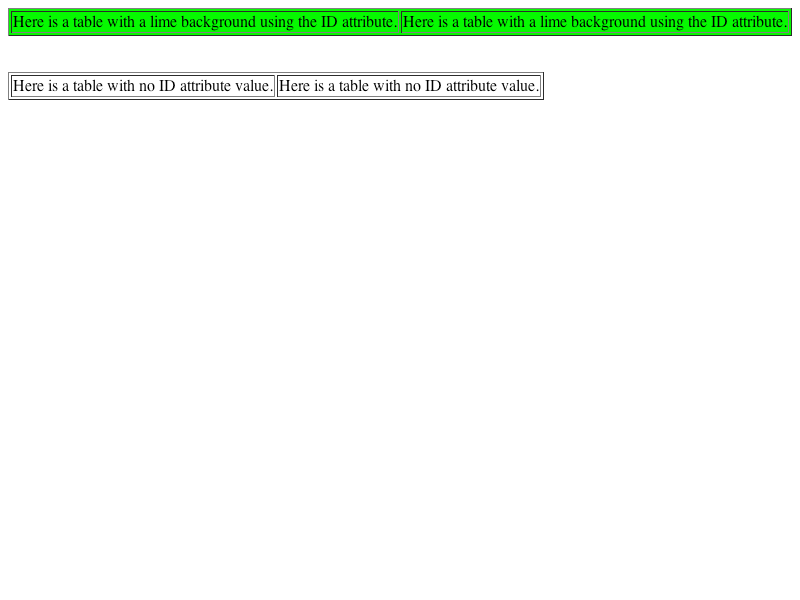 Here is a table with a lime background using the ID attribute. Here is a table with a lime background using the ID attribute.
Here is a table with no ID attribute value. Here is a table with no ID attribute value.